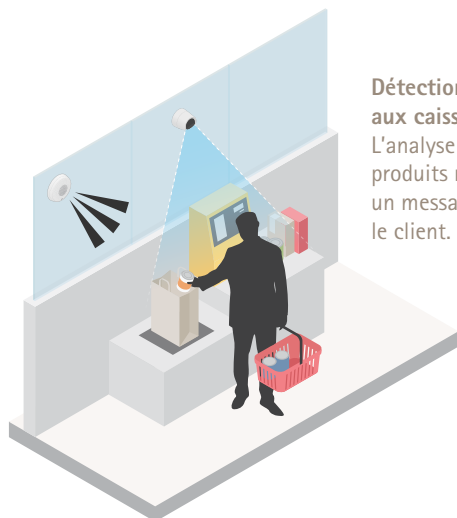 Détection
aux caiss
L'analyse
produits
un messa
le client.